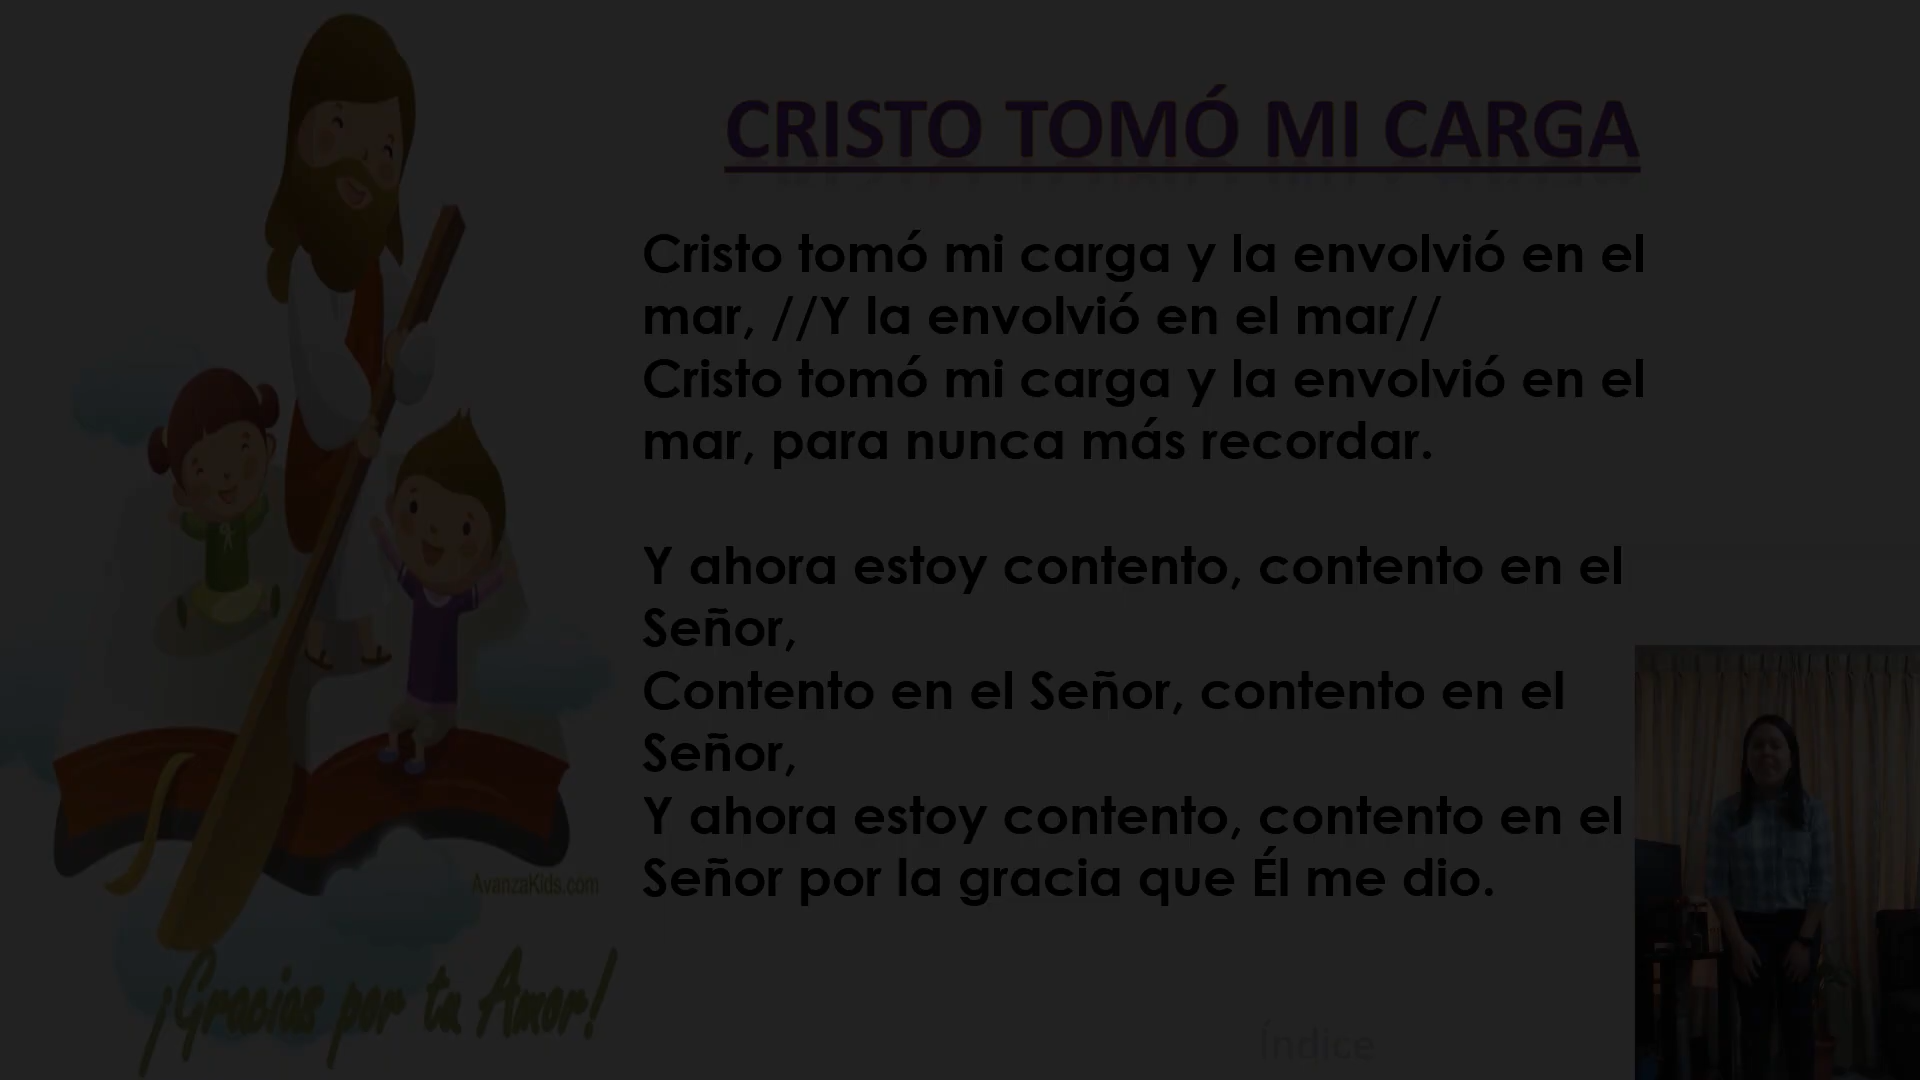 CRISTO TOMÓ MI CARGA
Cristo tomó mi carga y la envolvió en el
mar, //Y la envolvió en el mar//
Cristo tomó mi carga y la envolvió en el
mar, para nunca más recordar.
Y ahora estoy contento, contento en el
Señor,
Contento en el Señor, contento en el
Señor,
Y ahora estoy contento, contento en el
Señor por la gracia que Él me dio.
AvanzaKids.com
¡Gracias por tu Amor!
Índice